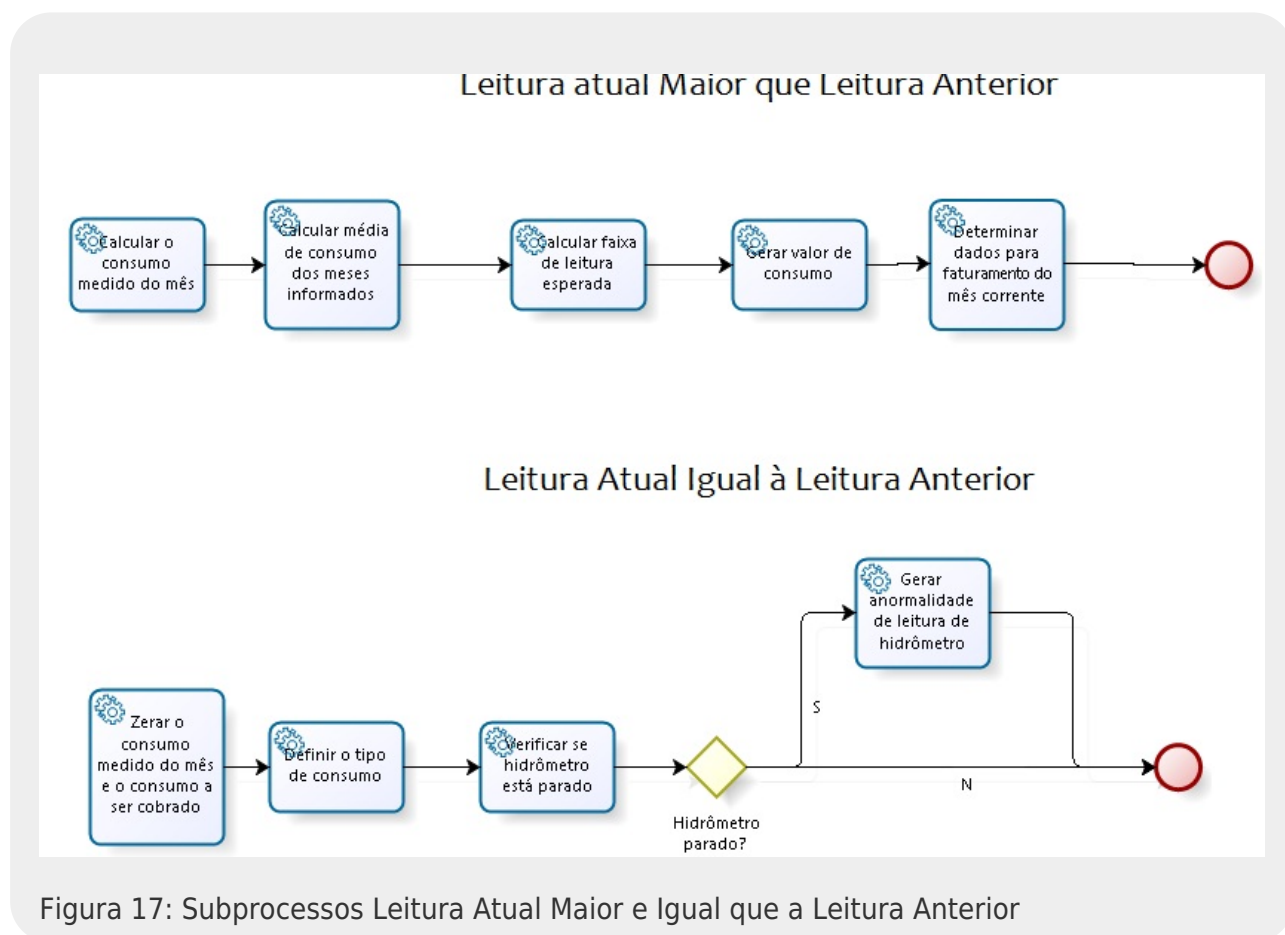 Leitura atual Maior que Leitura Anterior
Calcular o
consumo
medido do mês
Calcular média
de consumo
dos meses
informados
Calcular faixa
de leitura
esperada
Gerar valor de
consumo
Determinar
dados para
faturamento do
mês corrente
Leitura Atual Igual à Leitura Anterior
Zerar o
consumo
medido do mês
e o consumo a
ser cobrado
Definir o tipo
de consumo
Verificar se
hidrômetro
está parado
Hidrômetro
parado?
S
Gerar
anormalidade
de leitura de
hidrômetro
N
Figura 17: Subprocessos Leitura Atual Maior e Igual que a Leitura Anterior